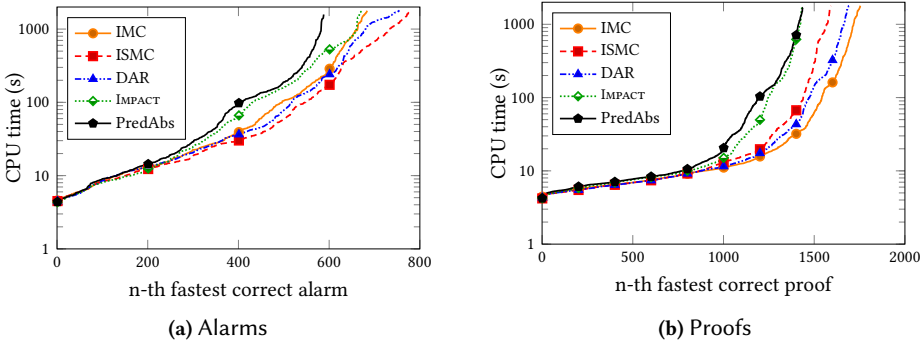 1000
100
10
1
CPU time (s)
IMC
ISMC
DAR
IMPACT
PredAbs
0 200 400 600 800
n-th fastest correct alarm
(a) Alarms
1000
100
10
1
CPU time (s)
IMC
ISMC
DAR
IMPACT
PredAbs
0 500 1000 1500 2000
n-th fastest correct proof
(b) Proofs